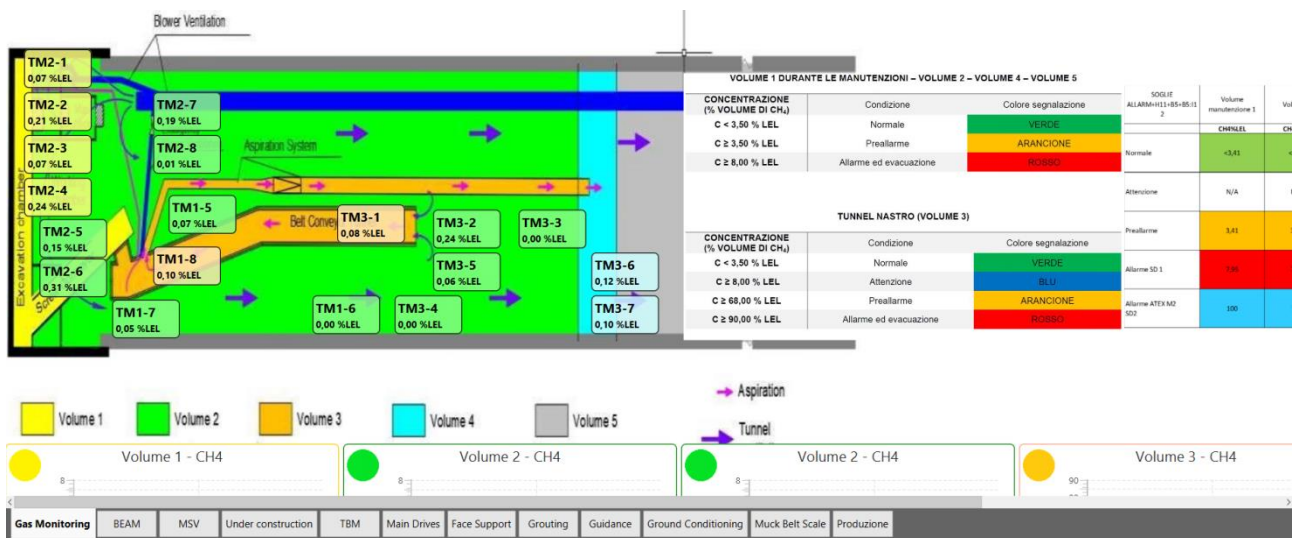 Blower Ventilation
TM2-1
0,07 %LEL
TM2-2
0,21 %LEL
TM2-3
0,07 %LEL
TM2-4
0,24 %LEL
TM2-5
0,15 %LEL
TM2-6
0,31 %LEL
TM2-7
0,19 %LEL
TM2-8
0,01 %LEL
Aspiration System
TM1-5
0,07 %LEL
TM1-8
0,10 %LEL
TM1-7
0,05 %LEL
Belt Convey
TM3-1
0,08 %LEL
TM3-2
0,24 %LEL
TM3-3
0,00 %LEL
TM3-5
0,06 %LEL
TM1-6
0,00 %LEL
TM3-4
0,00 %LEL
TM3-6
0,12 %LEL
TM3-7
0,10 %LEL
Excavation chamber
VOLUME 1 DURANTE LE MANUTENZIONI – VOLUME 2 – VOLUME 4 – VOLUME 5
CONCENTRAZIONE (% VOLUME DI CH₄) Condizione Colore segnalazione
C < 3,50 % LEL Normale VERDE
C ≥ 3,50 % LEL Preallarme ARANCIONE
C ≥ 8,00 % LEL Allarme ed evacuazione ROSSO
TUNNEL NASTRO (VOLUME 3)
CONCENTRAZIONE (% VOLUME DI CH₄) Condizione Colore segnalazione
C < 3,50 % LEL Normale VERDE
C ≥ 8,00 % LEL Attenzione BLU
C ≥ 68,00 % LEL Preallarme ARANCIONE
C ≥ 90,00 % LEL Allarme ed evacuazione ROSSO
SOGLIE
Volume manutenzione 1
CH4%LEL
Normale <3,41
Attenzione N/A
Preallarme 3,41
Allarme SD 1
Allarme ATEX M2 SD2 100
Volume 1
Volume 2
Volume 3
Volume 4
Volume 5
Aspiration
Tunnel
Volume 1 - CH4
8
Volume 2 - CH4
8
Volume 2 - CH4
8
Volume 3 - CH4
90
Gas Monitoring BEAM MSV Under construction TBM Main Drives Face Support Grouting Guidance Ground Conditioning Muck Belt Scale Produzione